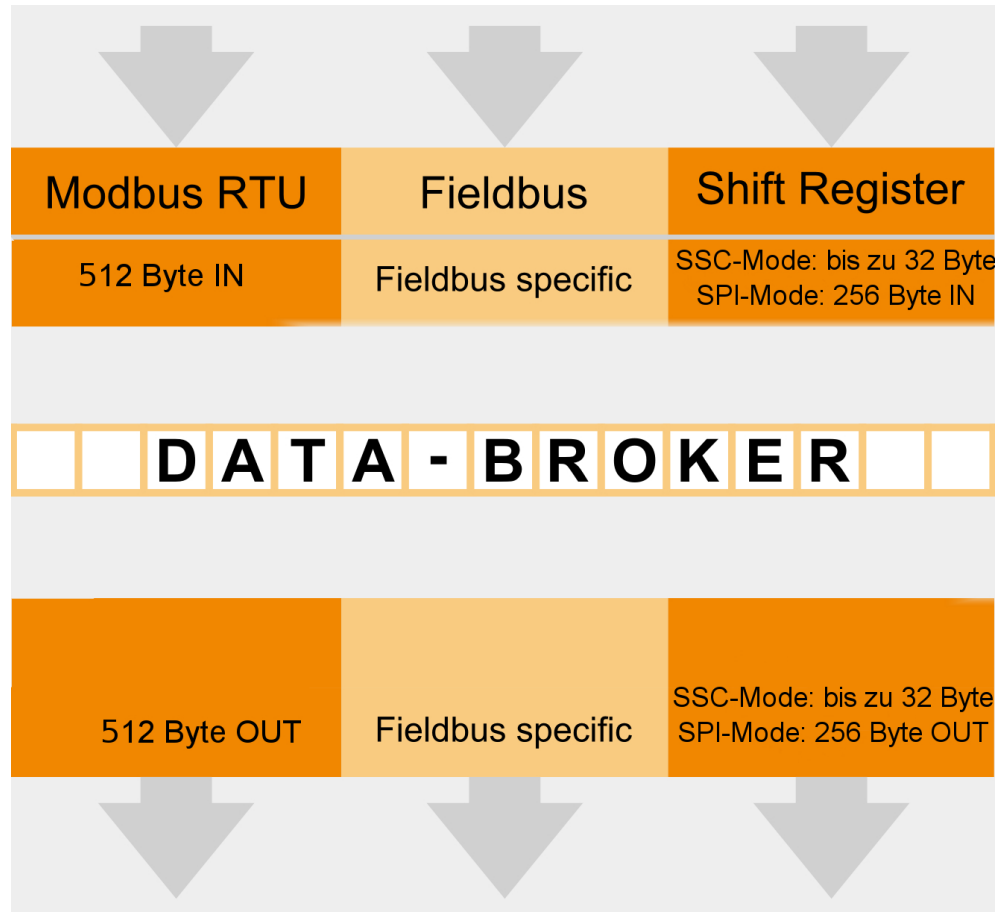 Modbus RTU
Fieldbus
Shift Register
512 Byte IN
Fieldbus specific
SSC-Mode: bis zu 32 Byte
SPI-Mode: 256 Byte IN
DATA-BROKER
512 Byte OUT
Fieldbus specific
SSC-Mode: bis zu 32 Byte
SPI-Mode: 256 Byte OUT